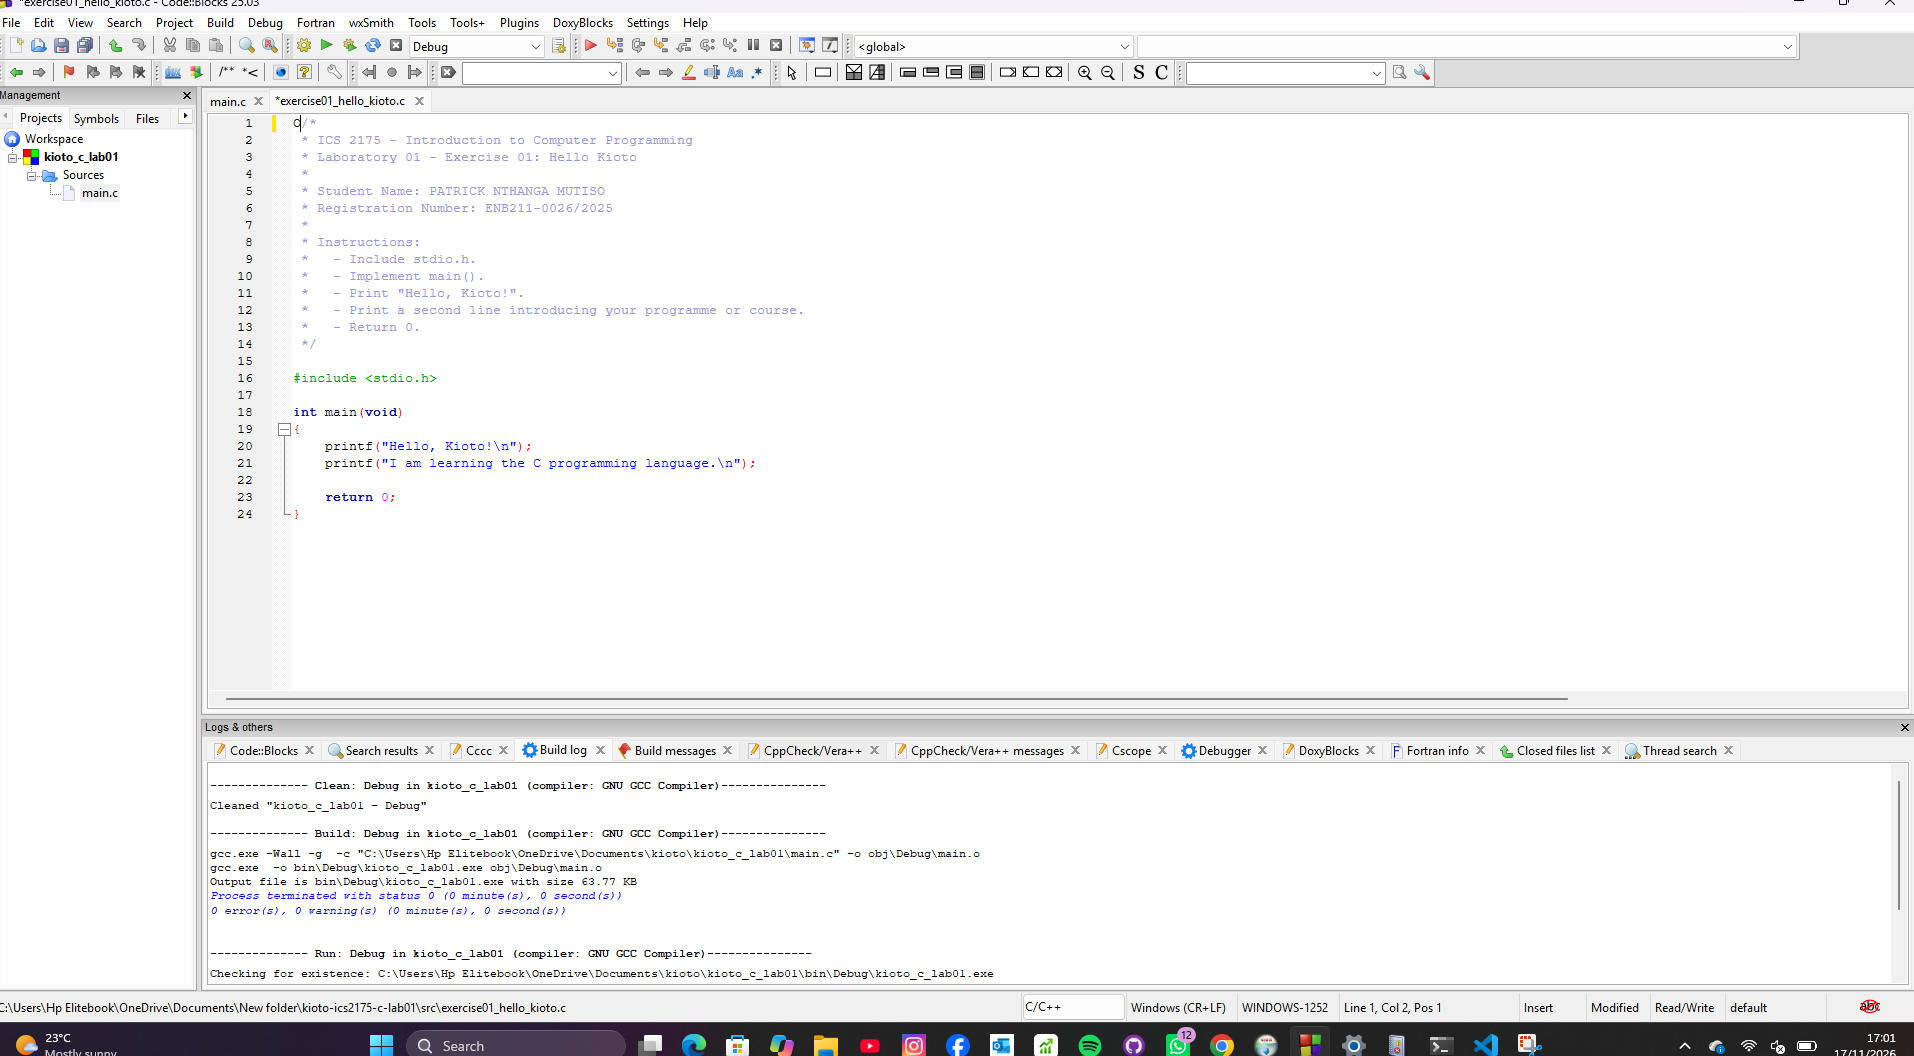 *exercise01_hello_kioto.c - Code::Blocks 25.03
File Edit View Search Project Build Debug Fortran wxSmith Tools Tools+ Plugins DoxyBlocks Settings Help
Debug
<global>
/** *<
Aa .*
S C
Management
Projects Symbols Files
Workspace
kioto_c_lab01
Sources
main.c
main.c *exercise01_hello_kioto.c
1 C/*
2 * ICS 2175 - Introduction to Computer Programming
3 * Laboratory 01 - Exercise 01: Hello Kioto
4 *
5 * Student Name: PATRICK NTHANGA MUTISO
6 * Registration Number: ENB211-0026/2025
7 *
8 * Instructions:
9 *   - Include stdio.h.
10 *   - Implement main().
11 *   - Print "Hello, Kioto!".
12 *   - Print a second line introducing your programme or course.
13 *   - Return 0.
14 */
15
16 #include <stdio.h>
17
18 int main(void)
19 {
20     printf("Hello, Kioto!\n");
21     printf("I am learning the C programming language.\n");
22
23     return 0;
24 }
Logs & others
Code::Blocks Search results Cccc Build log Build messages CppCheck/Vera++ CppCheck/Vera++ messages Cscope Debugger DoxyBlocks Fortran info Closed files list Thread search
-------------- Clean: Debug in kioto_c_lab01 (compiler: GNU GCC Compiler)---------------
Cleaned "kioto_c_lab01 - Debug"
-------------- Build: Debug in kioto_c_lab01 (compiler: GNU GCC Compiler)---------------
gcc.exe -Wall -g  -c "C:\Users\Hp Elitebook\OneDrive\Documents\kioto\kioto_c_lab01\main.c" -o obj\Debug\main.o
gcc.exe  -o bin\Debug\kioto_c_lab01.exe obj\Debug\main.o
Output file is bin\Debug\kioto_c_lab01.exe with size 63.77 KB
Process terminated with status 0 (0 minute(s), 0 second(s))
0 error(s), 0 warning(s) (0 minute(s), 0 second(s))
-------------- Run: Debug in kioto_c_lab01 (compiler: GNU GCC Compiler)---------------
Checking for existence: C:\Users\Hp Elitebook\OneDrive\Documents\kioto\kioto_c_lab01\bin\Debug\kioto_c_lab01.exe
C:\Users\Hp Elitebook\OneDrive\Documents\New folder\kioto-ics2175-c-lab01\src\exercise01_hello_kioto.c C/C++ Windows (CR+LF) WINDOWS-1252 Line 1, Col 2, Pos 1 Insert Modified Read/Write default abc
23°C
Mostly sunny
Search
12
17:01
17/11/2026